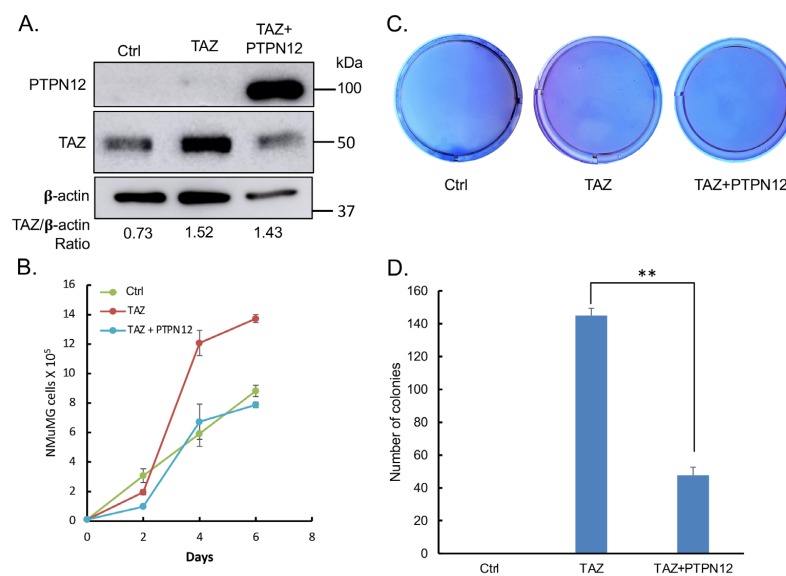 A.
Ctrl
TAZ
TAZ+
PTPN12
kDa
PTPN12
100
TAZ
50
β-actin
37
TAZ/β-actin
Ratio
0.73
1.52
1.43
B.
Ctrl
TAZ
TAZ + PTPN12
NMuMG cells X 10⁵
16
14
12
10
8
6
4
2
0
0
2
4
6
8
Days
C.
Ctrl
TAZ
TAZ+PTPN12
D.
**
Number of colonies
160
140
120
100
80
60
40
20
0
Ctrl
TAZ
TAZ+PTPN12